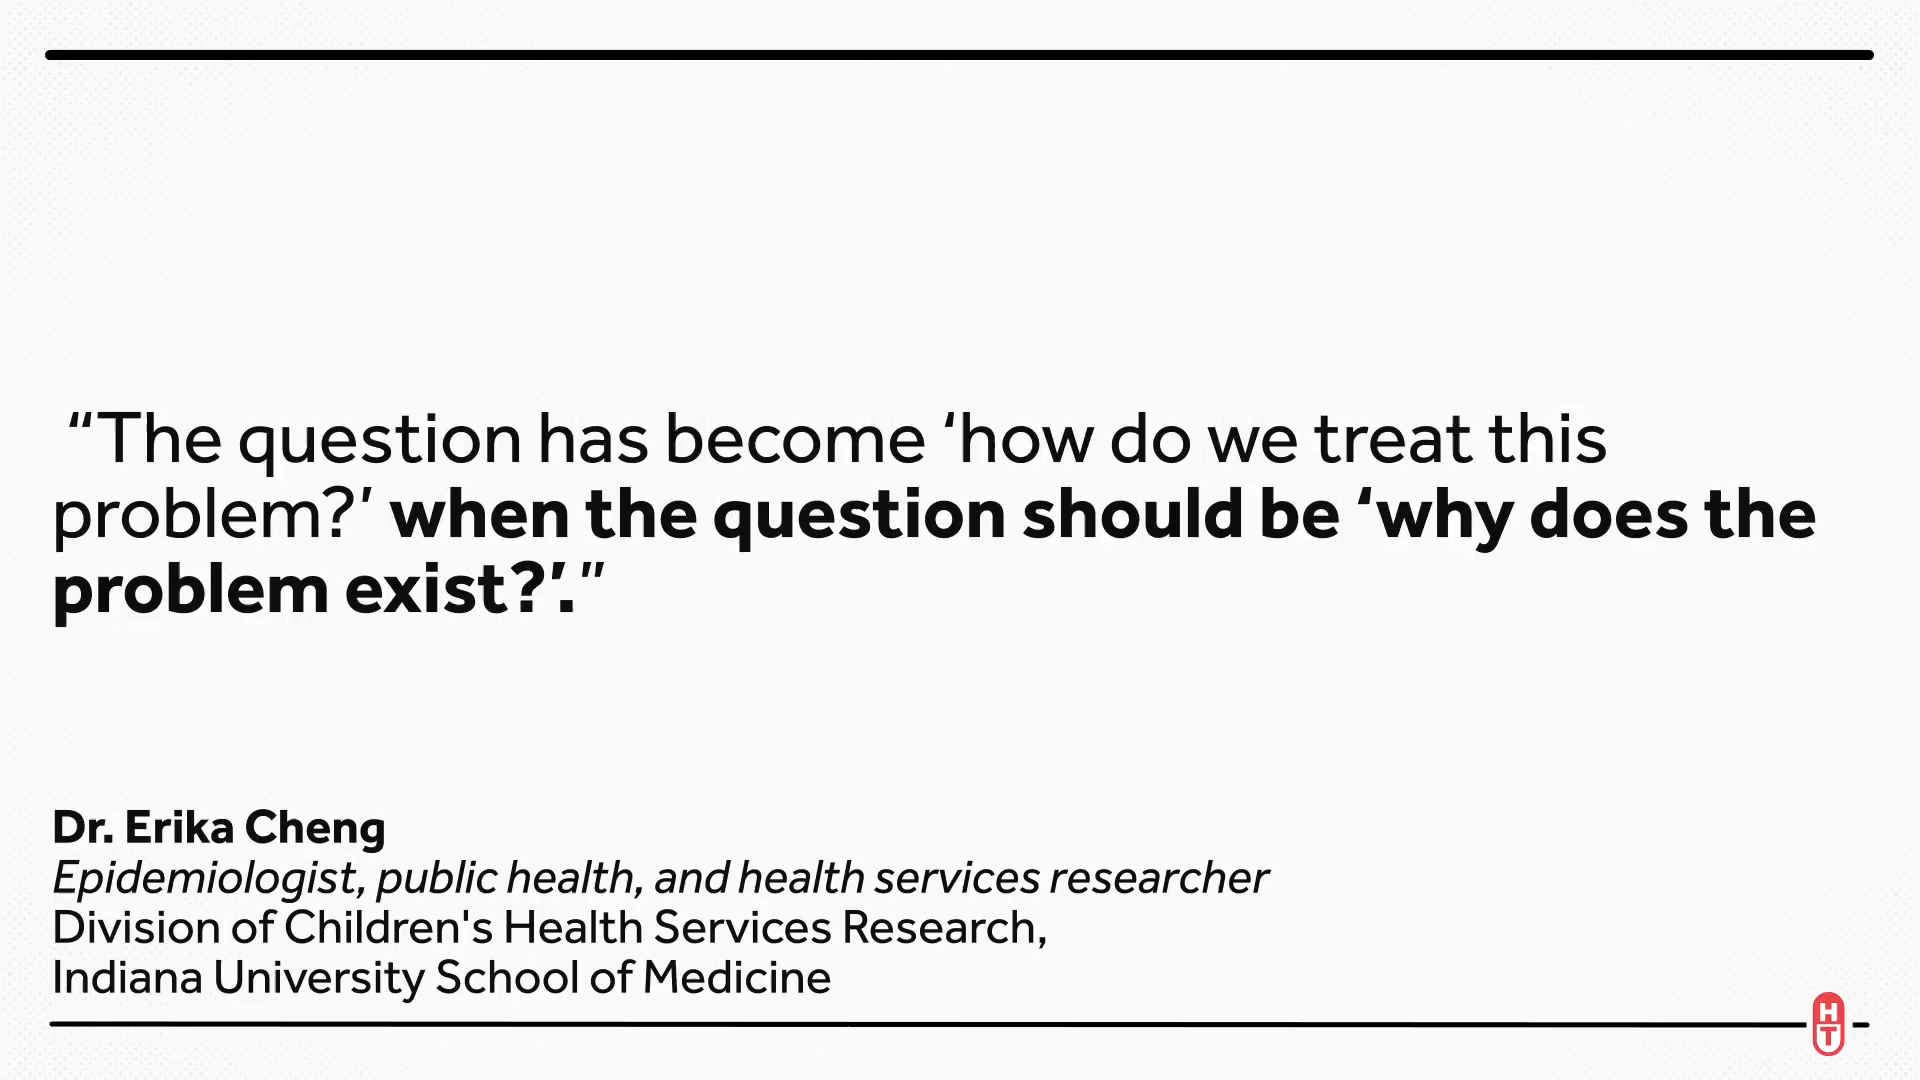 “The question has become ‘how do we treat this
problem?’ when the question should be ‘why does the
problem exist?’.”
Dr. Erika Cheng
Epidemiologist, public health, and health services researcher
Division of Children's Health Services Research,
Indiana University School of Medicine
H
T